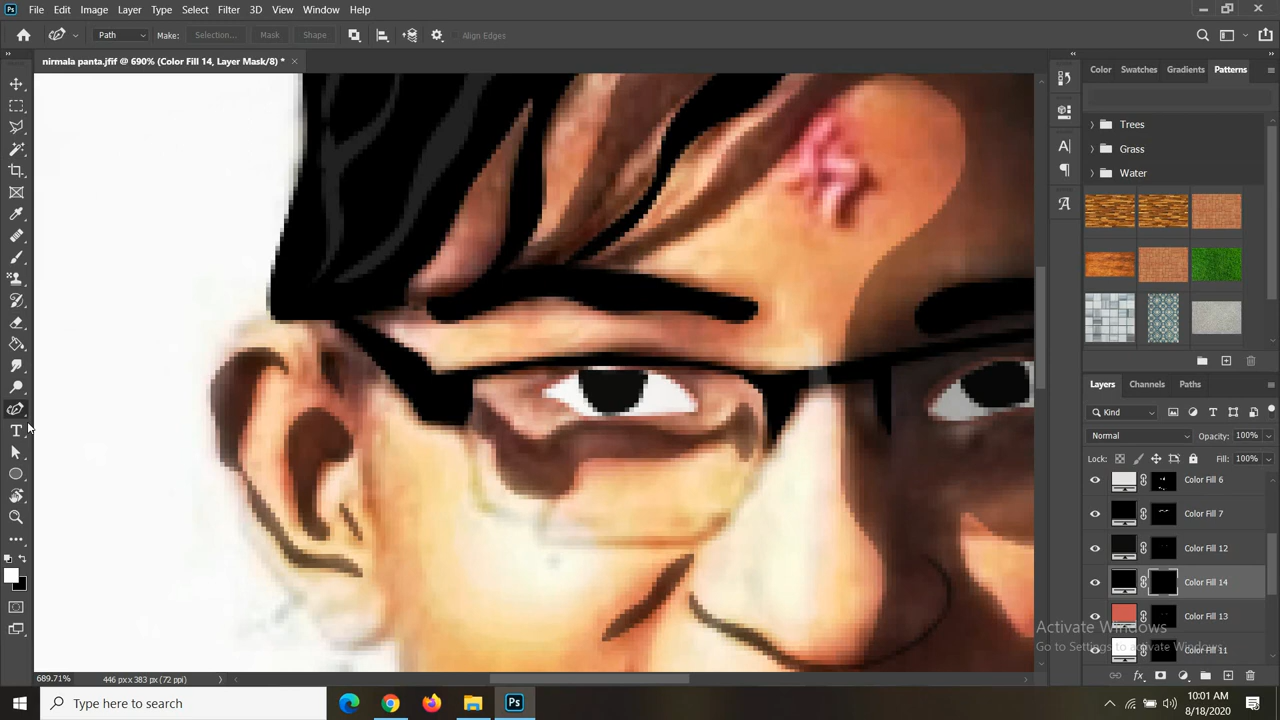 File Edit Image Layer Type Select Filter 3D View Window Help
Path Make: Selection... Mask Shape Align Edges
nirmala panta.jfif @ 690% (Color Fill 14, Layer Mask/8) *
Color Swatches Gradients Patterns
Trees
Grass
Water
Layers Channels Paths
Kind
Normal Opacity: 100%
Lock: Fill: 100%
Color Fill 6
Color Fill 7
Color Fill 12
Color Fill 14
Color Fill 13
Color Fill 11
Activate Windows
Go to Settings to activate Windows.
689.71% 446 px x 383 px (72 ppi)
Type here to search
10:01 AM
8/18/2020